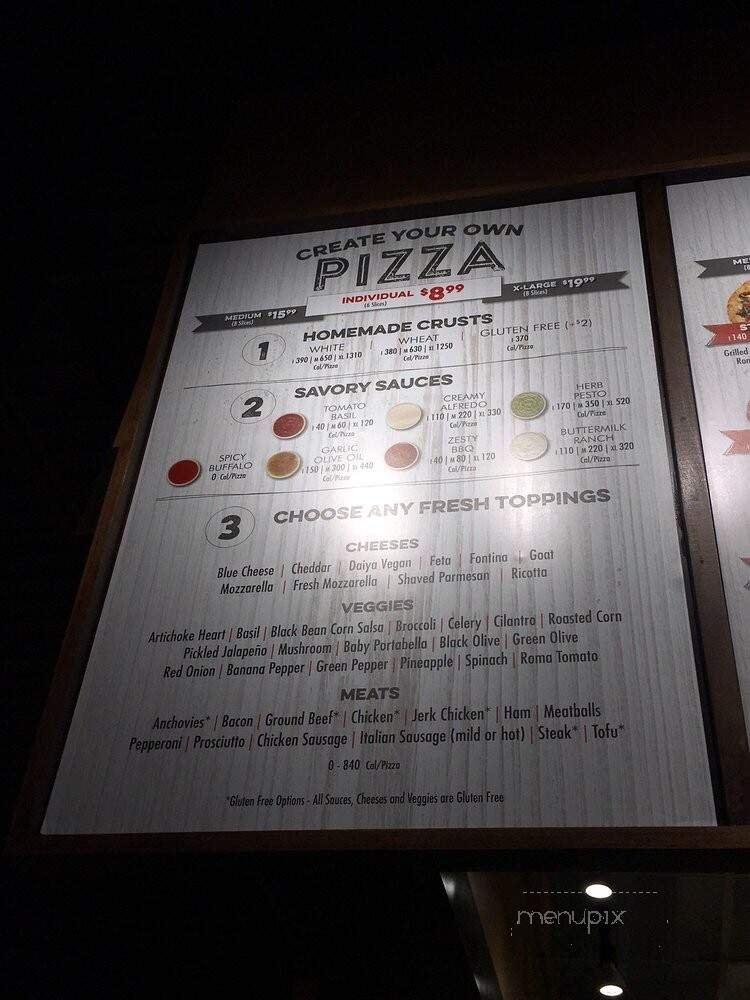 CREATE YOUR OWN
PIZZA
MEDIUM $15⁹⁹
(8 Slices)
INDIVIDUAL $8⁹⁹
(6 Slices)
X-LARGE $19⁹⁹
(8 Slices)
1 HOMEMADE CRUSTS
WHITE
I 390 | M 650 | XL 1310
Cal/Pizza
WHEAT
I 380 | M 630 | XL 1250
Cal/Pizza
GLUTEN FREE (+$2)
I 370
Cal/Pizza
2 SAVORY SAUCES
TOMATO
BASIL
I 40 | M 60 | XL 120
Cal/Pizza
CREAMY
ALFREDO
I 110 | M 220 | XL 330
Cal/Pizza
HERB
PESTO
I 170 | M 350 | XL 520
Cal/Pizza
SPICY
BUFFALO
0 Cal/Pizza
GARLIC
OLIVE OIL
I 150 | M 300 | XL 440
Cal/Pizza
ZESTY
BBQ
I 40 | M 80 | XL 120
Cal/Pizza
BUTTERMILK
RANCH
I 110 | M 220 | XL 320
Cal/Pizza
3 CHOOSE ANY FRESH TOPPINGS
CHEESES
Blue Cheese | Cheddar | Daiya Vegan | Feta | Fontina | Goat
Mozzarella | Fresh Mozzarella | Shaved Parmesan | Ricotta
VEGGIES
Artichoke Heart | Basil | Black Bean Corn Salsa | Broccoli | Celery | Cilantro | Roasted Corn
Pickled Jalapeño | Mushroom | Baby Portabella | Black Olive | Green Olive
Red Onion | Banana Pepper | Green Pepper | Pineapple | Spinach | Roma Tomato
MEATS
Anchovies* | Bacon | Ground Beef* | Chicken* | Jerk Chicken* | Ham | Meatballs
Pepperoni | Prosciutto | Chicken Sausage | Italian Sausage (mild or hot) | Steak* | Tofu*
0 - 840 Cal/Pizza
*Gluten Free Options - All Sauces, Cheeses and Veggies are Gluten Free
I 140
Grilled
menupix